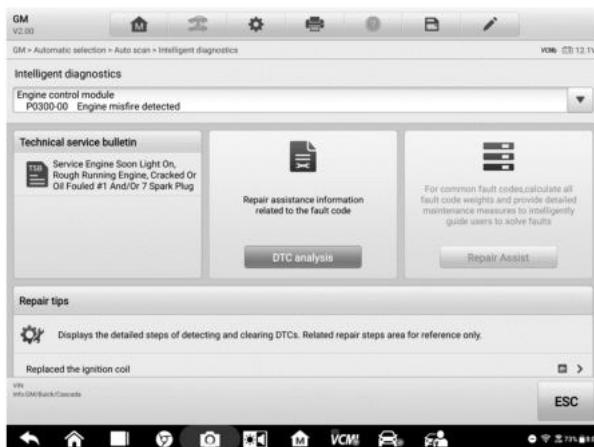 GM
V2.00
GM > Automatic selection > Auto scan > Intelligent diagnostics
VCMI 12.1V
Intelligent diagnostics
Engine control module
P0300-00 Engine misfire detected
Technical service bulletin
TSB
Service Engine Soon Light On,
Rough Running Engine, Cracked Or
Oil Fouled #1 And/Or 7 Spark Plug
Repair assistance information
related to the fault code
DTC analysis
For common fault codes,calculate all
fault code weights and provide detailed
maintenance measures to intelligently
guide users to solve faults
Repair Assist
Repair tips
Displays the detailed steps of detecting and clearing DTCs. Related repair steps area for reference only.
Replaced the ignition coil
VIN
Info:GM/Buick/Cascada
ESC
VCMI
73%